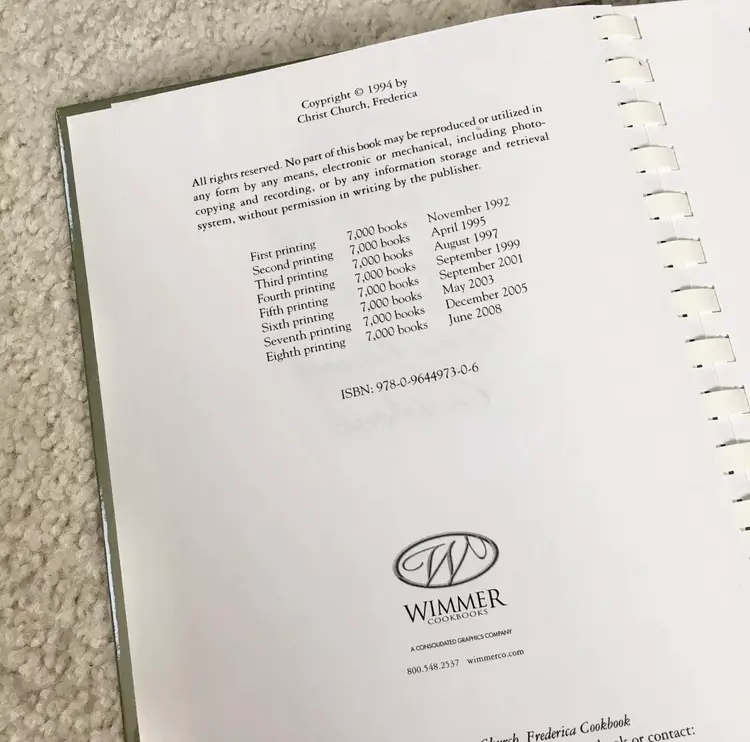 Coypright © 1994 by
Christ Church, Frederica
All rights reserved. No part of this book may be reproduced or utilized in
any form by any means, electronic or mechanical, including photo-
copying and recording, or by any information storage and retrieval
system, without permission in writing by the publisher.
First printing 7,000 books November 1992
Second printing 7,000 books April 1995
Third printing 7,000 books August 1997
Fourth printing 7,000 books September 1999
Fifth printing 7,000 books September 2001
Sixth printing 7,000 books May 2003
Seventh printing 7,000 books December 2005
Eighth printing 7,000 books June 2008
ISBN: 978-0-9644973-0-6
W
WIMMER
COOKBOOKS
A CONSOLIDATED GRAPHICS COMPANY
800.548.2537 wimmerco.com
Church, Frederica Cookbook
or contact: